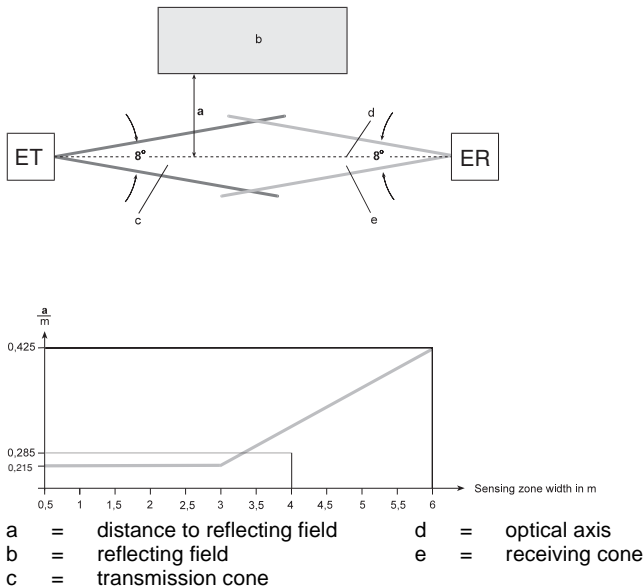 b
a
d
ET
8°
8°
ER
c
e
a
m
0,425
0,285
0,215
Sensing zone width in m
0,5 1 1,5 2 2,5 3 3,5 4 4,5 5 5,5 6
a = distance to reflecting field d = optical axis
b = reflecting field e = receiving cone
c = transmission cone